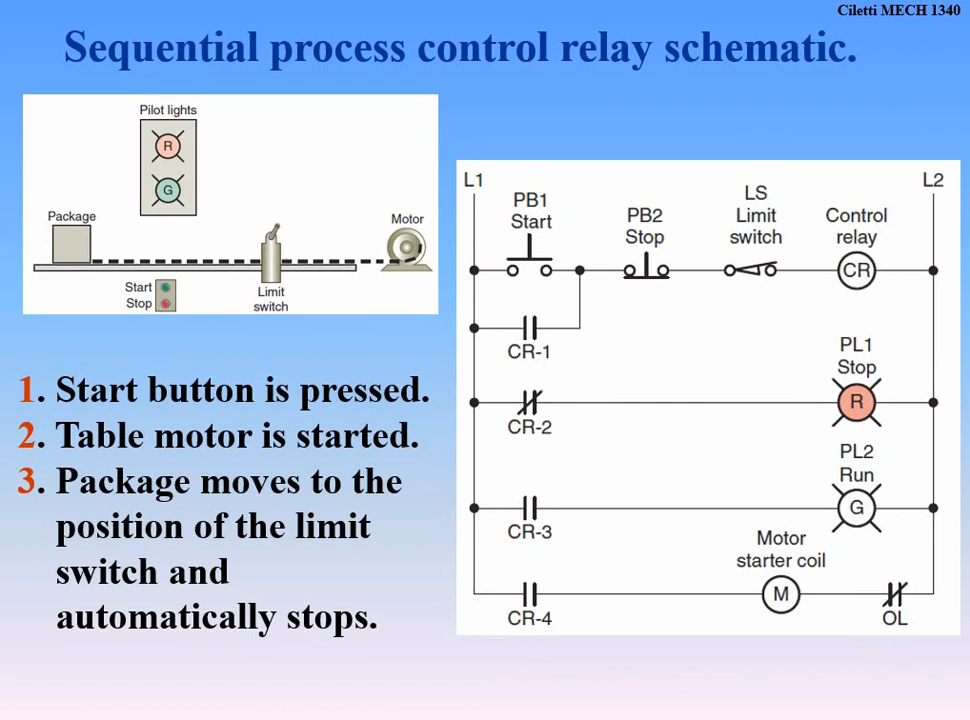 Ciletti MECH 1340
Sequential process control relay schematic.
Pilot lights
R
G
Package
Motor
Start
Stop
Limit
switch
1. Start button is pressed.
2. Table motor is started.
3. Package moves to the
position of the limit
switch and
automatically stops.
L1
L2
PB1
Start
PB2
Stop
LS
Limit
switch
Control
relay
CR
CR-1
PL1
Stop
R
CR-2
PL2
Run
G
CR-3
Motor
starter coil
M
CR-4
OL